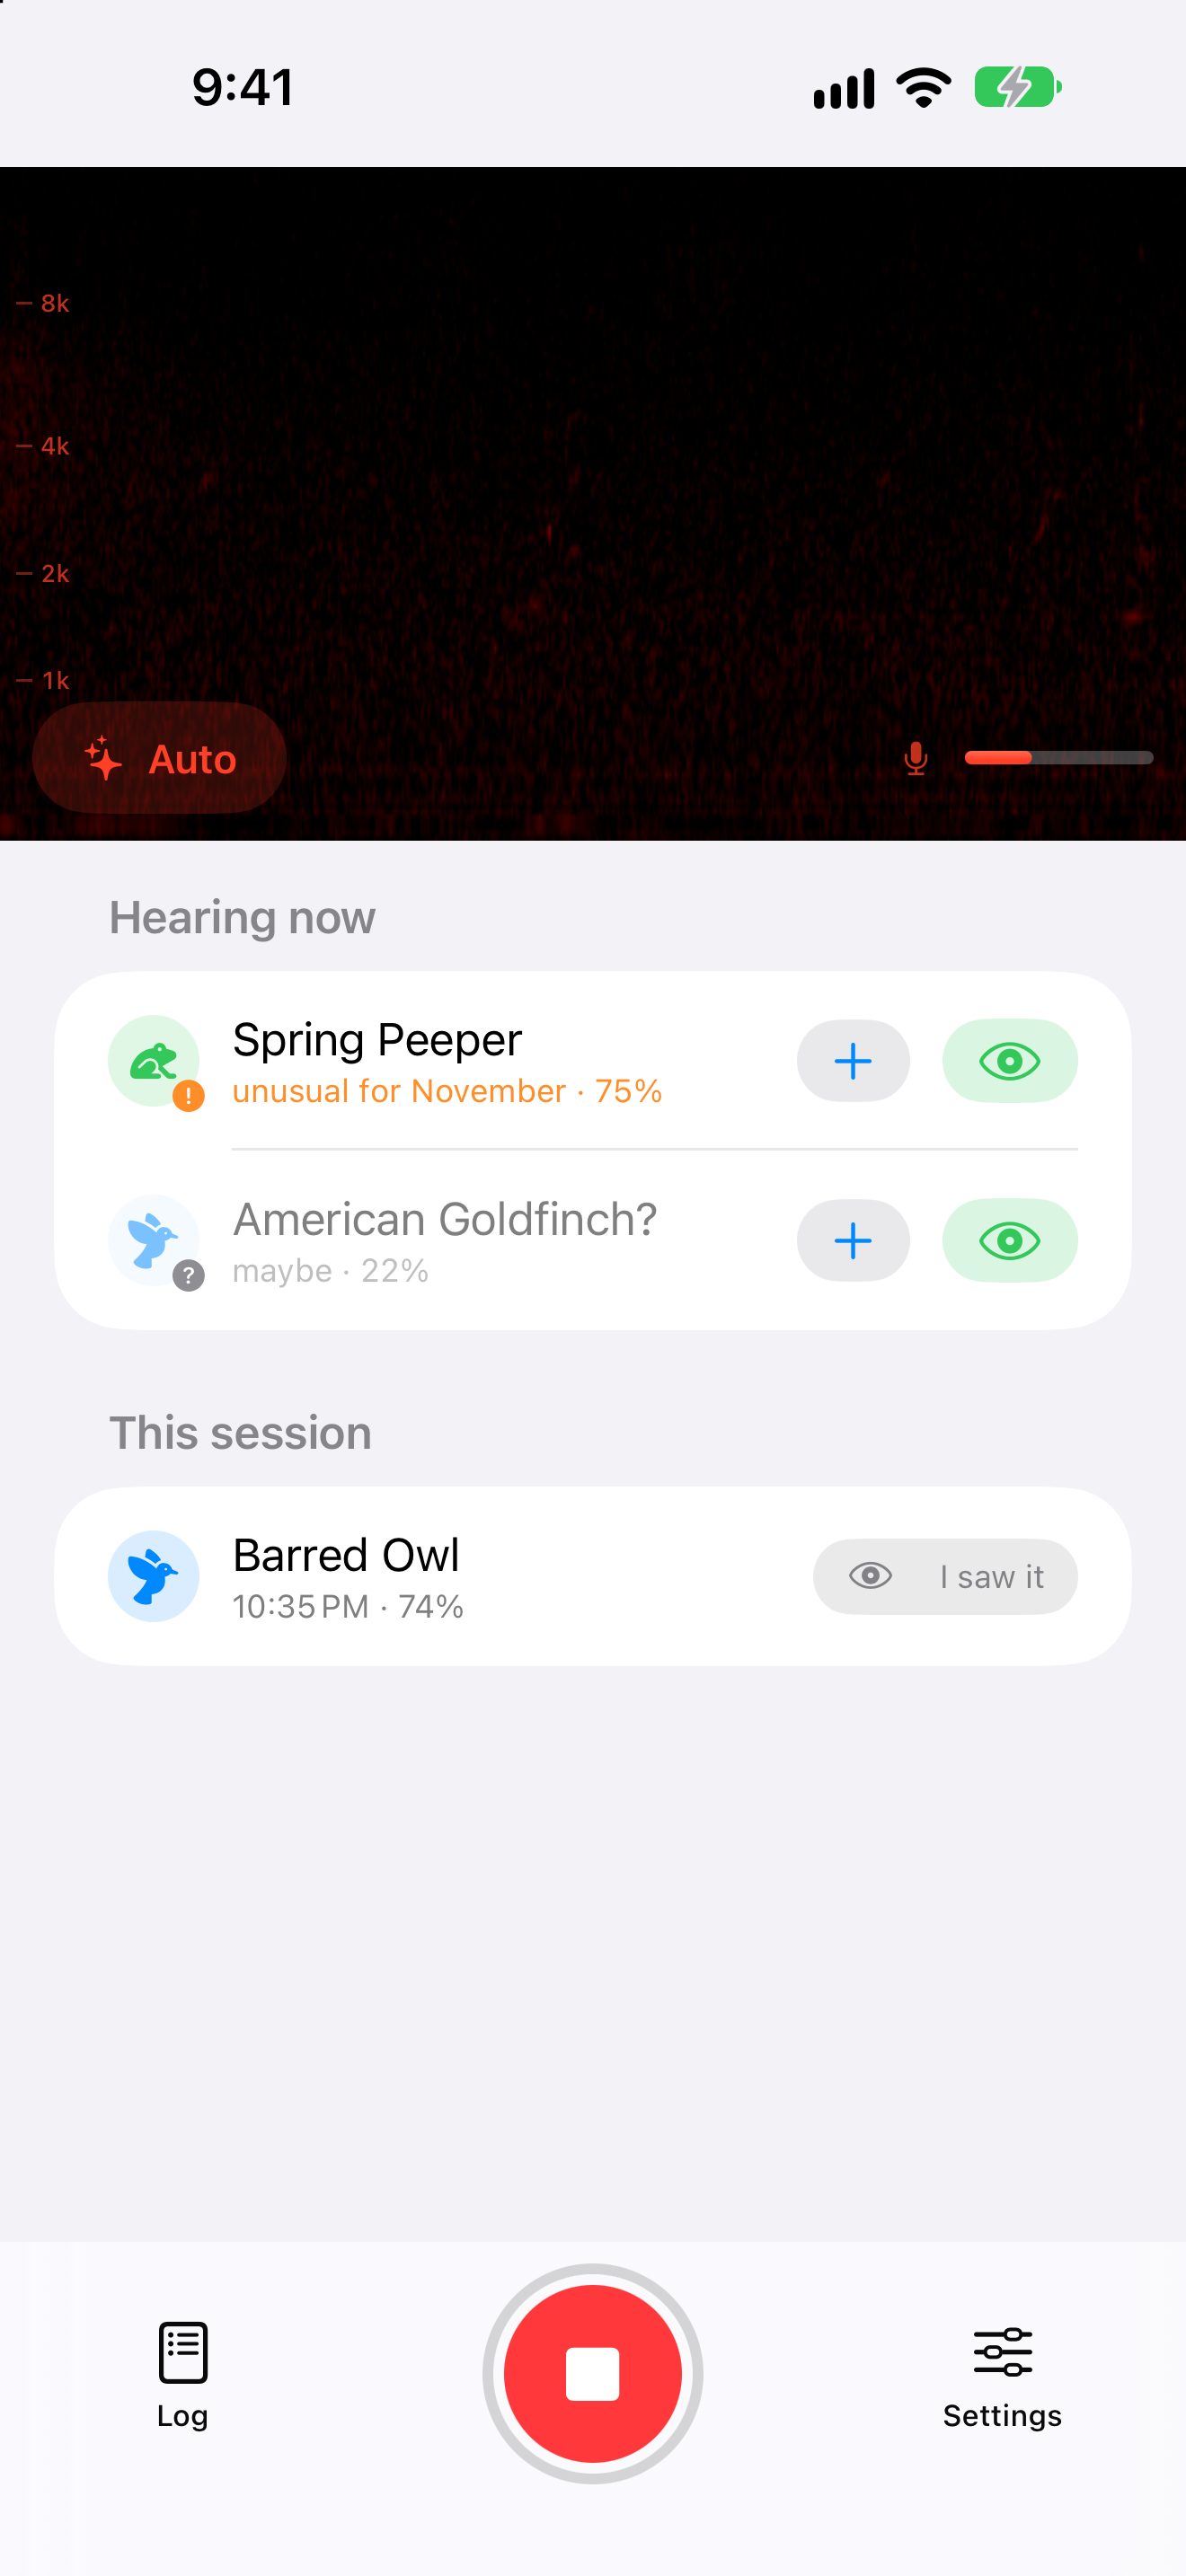 9:41
8k
4k
2k
1k
Auto
Hearing now
Spring Peeper
unusual for November · 75%
American Goldfinch?
maybe · 22%
This session
Barred Owl
10:35 PM · 74%
I saw it
Log
Settings